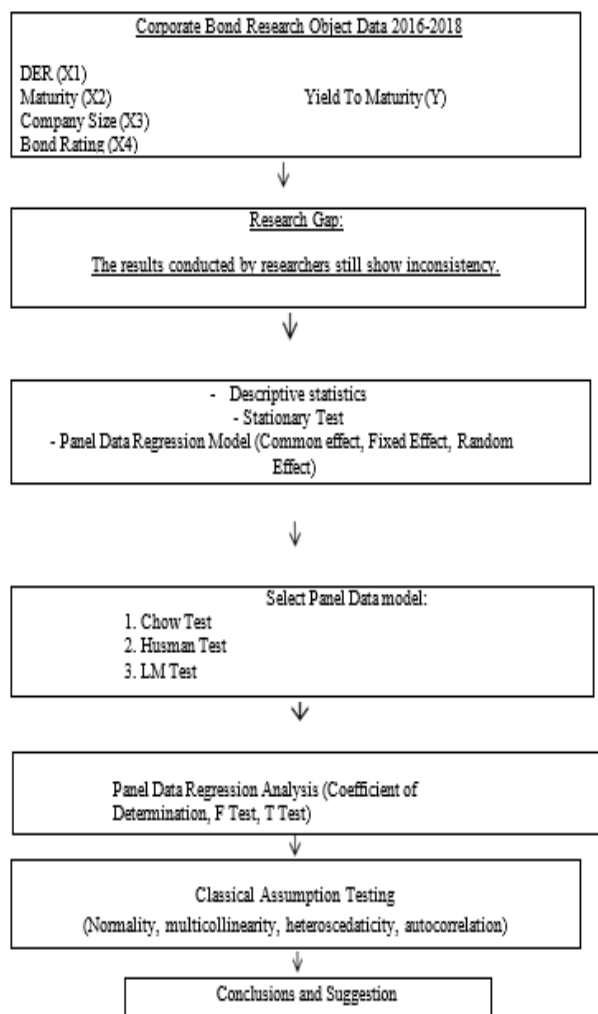 Corporate Bond Research Object Data 2016-2018
DER (X1)
Maturity (X2) Yield To Maturity (Y)
Company Size (X3)
Bond Rating (X4)
Research Gap:
The results conducted by researchers still show inconsistency.
- Descriptive statistics
- Stationary Test
- Panel Data Regression Model (Common effect, Fixed Effect, Random
Effect)
Select Panel Data model:
1. Chow Test
2. Husman Test
3. LM Test
Panel Data Regression Analysis (Coefficient of
Determination, F Test, T Test)
Classical Assumption Testing
(Normality, multicollinearity, heteroscedaticity, autocorrelation)
Conclusions and Suggestion